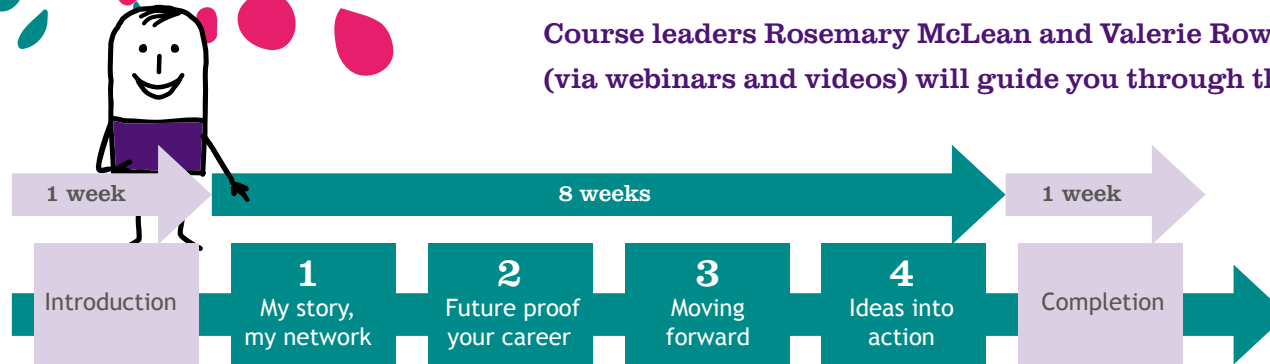 Course leaders Rosemary McLean and Valerie
(via webinars and videos) will guide you through
1 week
8 weeks
1 week
Introduction
1
My story,
my network
2
Future proof
your career
3
Moving
forward
4
Ideas into
action
Completion